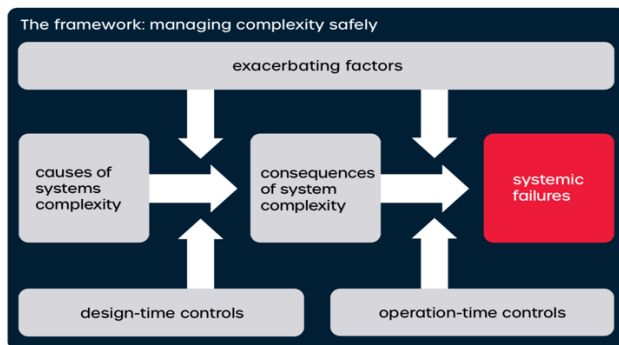 The framework: managing complexity safely
exacerbating factors
causes of
systems
complexity
consequences
of system
complexity
systemic
failures
design-time controls
operation-time controls